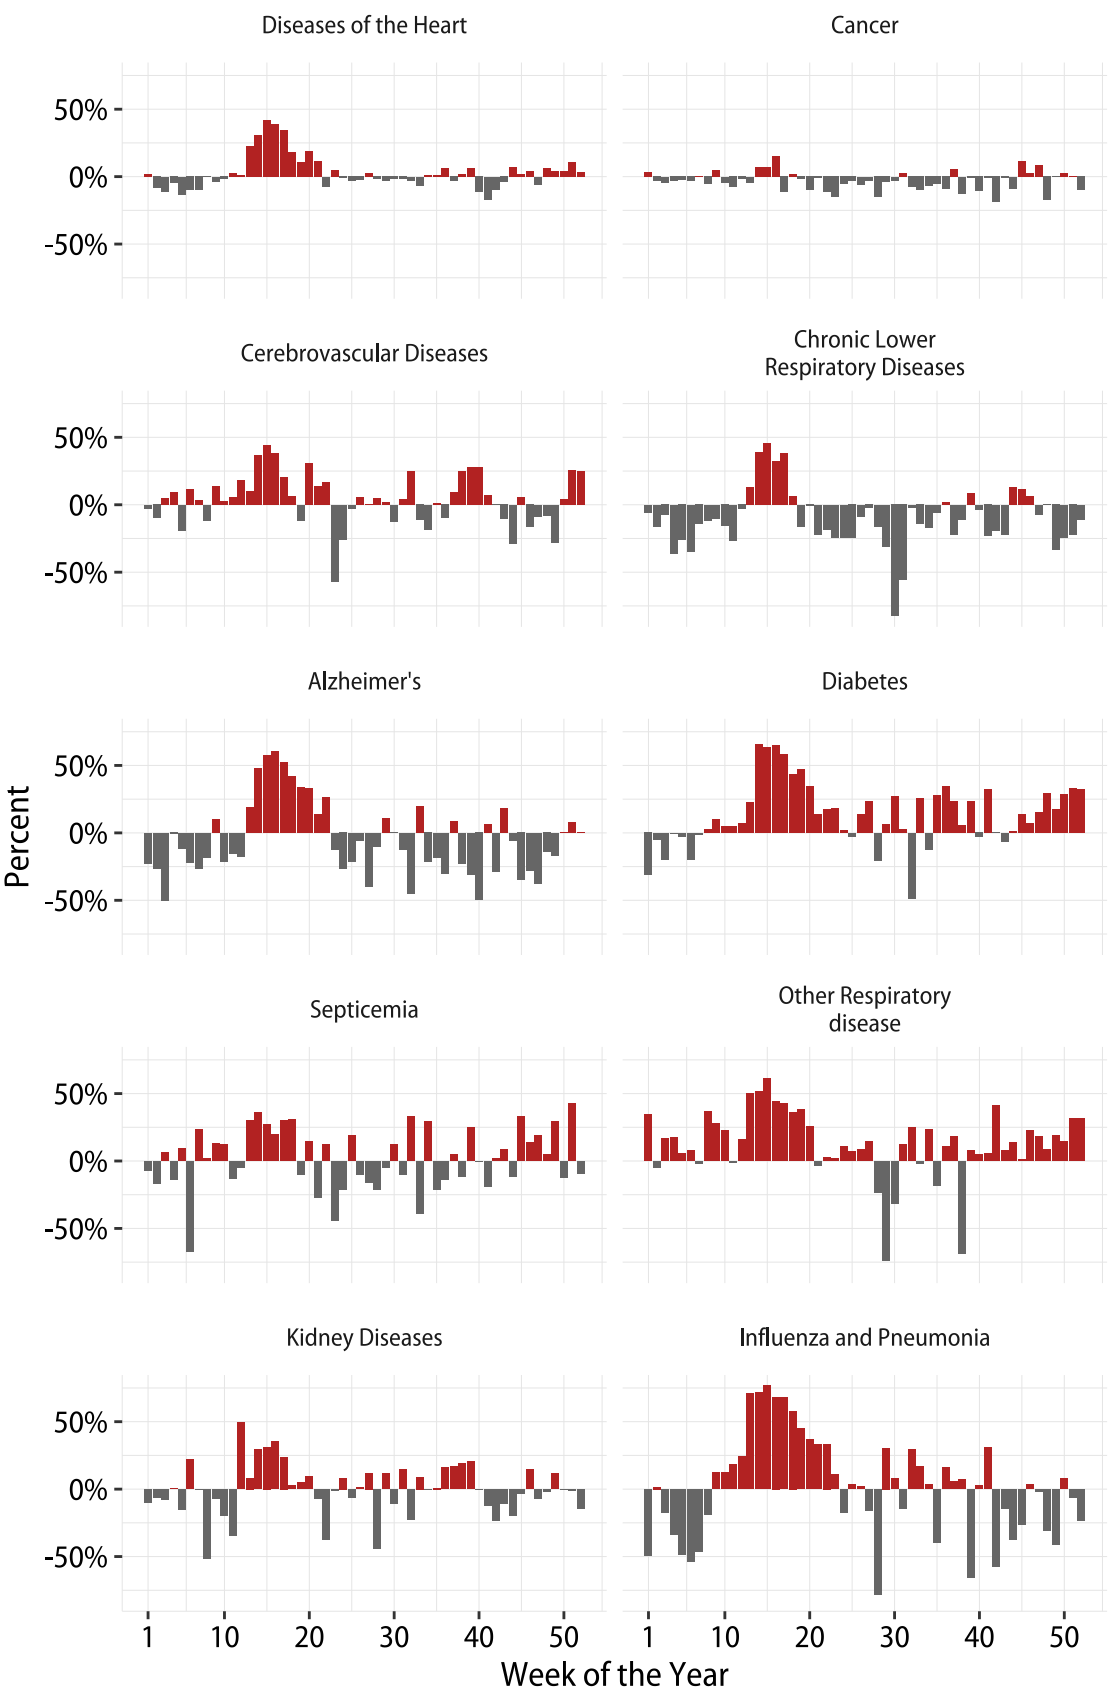 Diseases of the Heart
Cancer
50%
0%
-50%
Cerebrovascular Diseases
Chronic Lower
Respiratory Diseases
50%
0%
-50%
Alzheimer's
Diabetes
50%
0%
-50%
Septicemia
Other Respiratory
disease
50%
0%
-50%
Kidney Diseases
Influenza and Pneumonia
50%
0%
-50%
Percent
1 10 20 30 40 50
1 10 20 30 40 50
Week of the Year